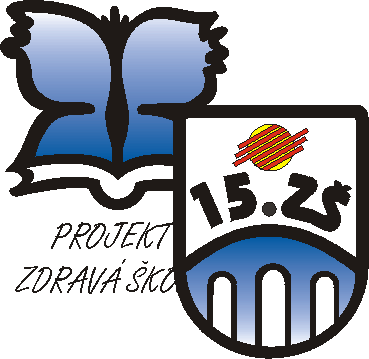 PROJEKT
ZDRAVÁ ŠKO
15.ZŠ